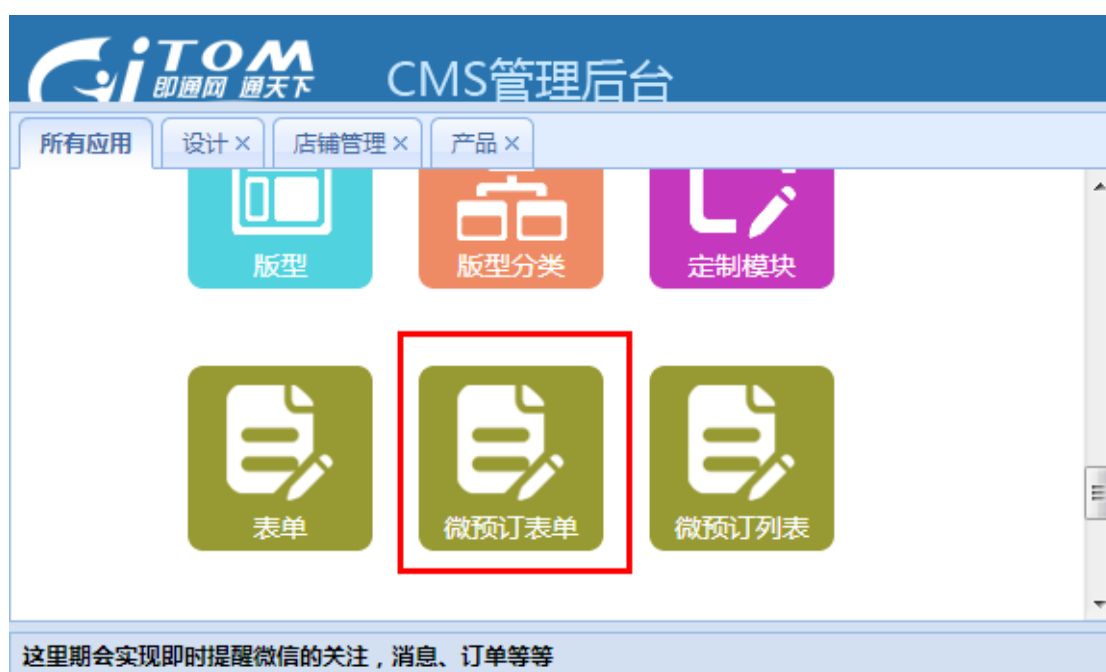 GiTOM
即通网 通天下
CMS管理后台
所有应用 设计 店铺管理 产品
版型 版型分类 定制模块
表单 微预订表单 微预订列表
这里期会实现即时提醒微信的关注，消息、订单等等